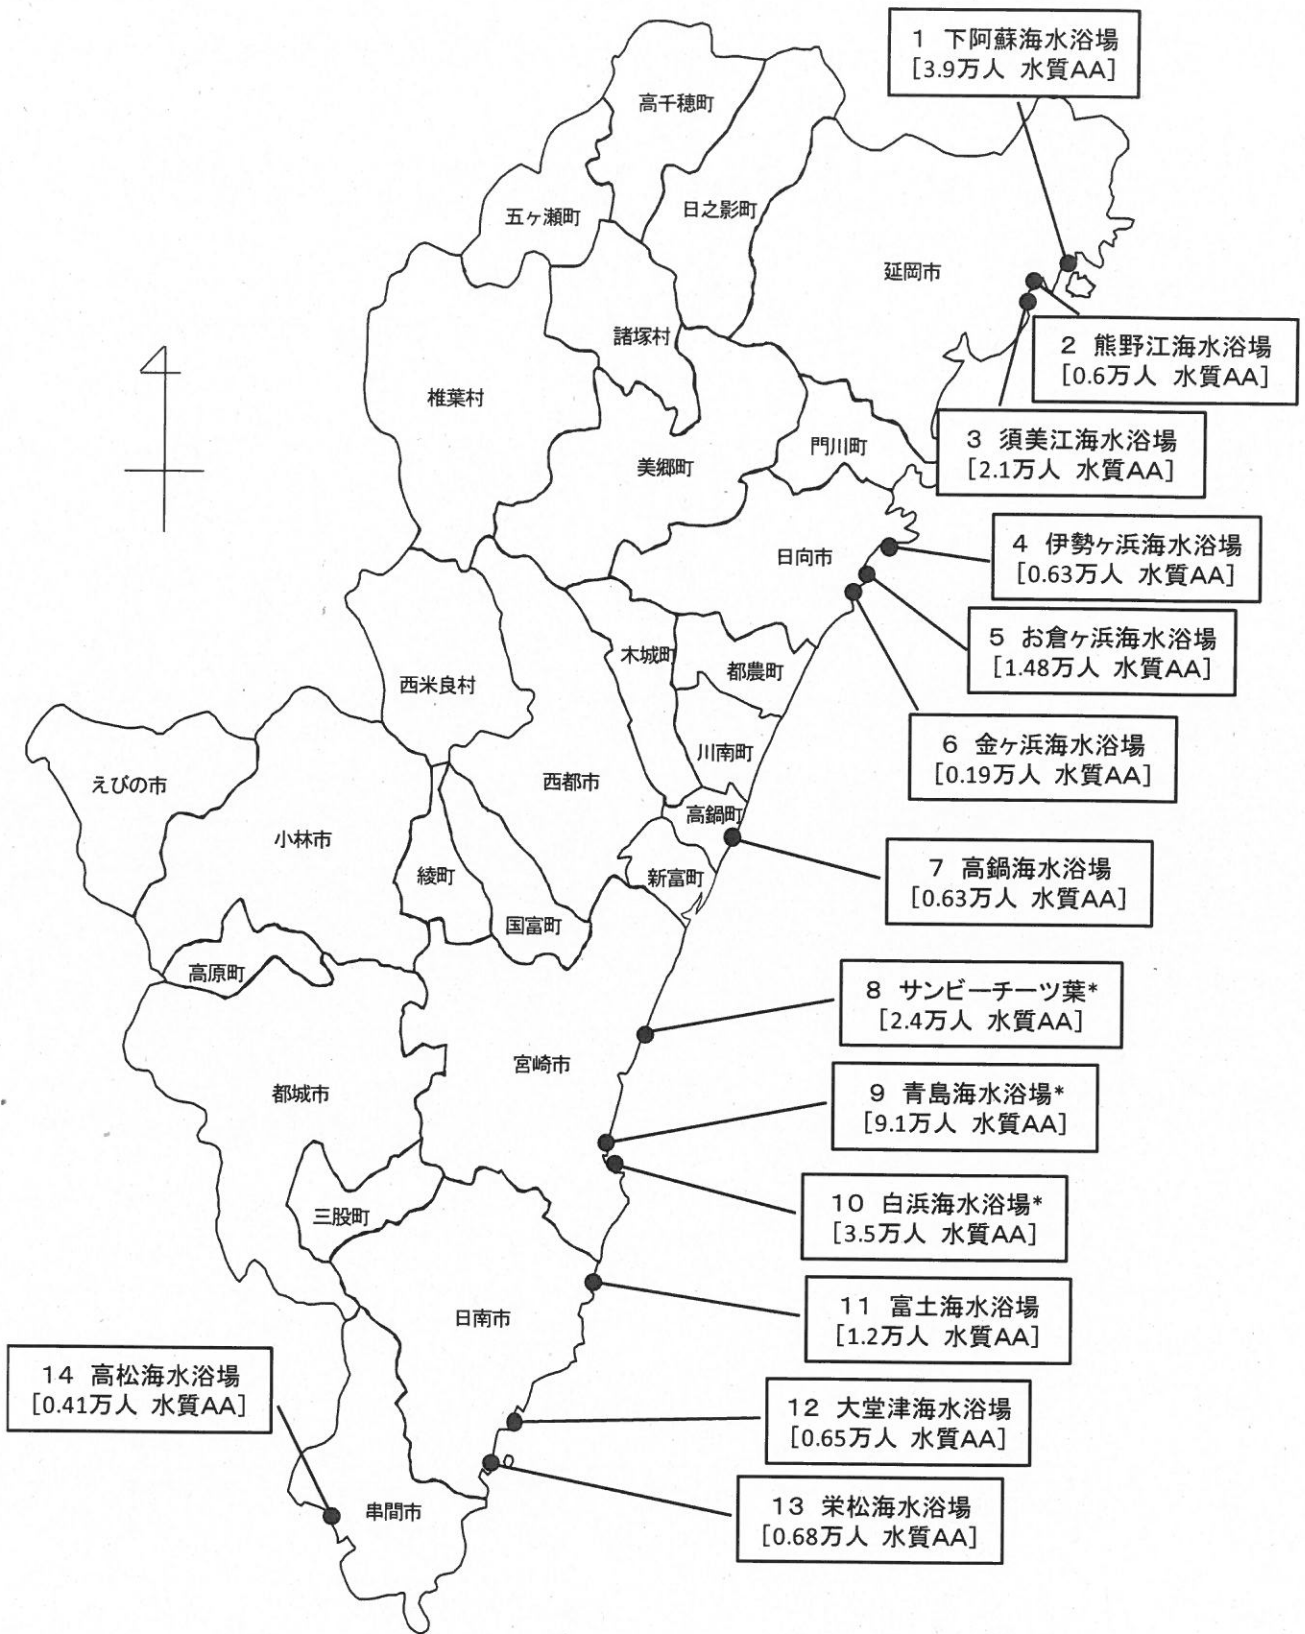 1 下阿蘇海水浴場
[3.9万人 水質AA]
高千穂町
日之影町
五ヶ瀬町
延岡市
2 熊野江海水浴場
[0.6万人 水質AA]
諸塚村
椎葉村
3 須美江海水浴場
[2.1万人 水質AA]
門川町
美郷町
4 伊勢ヶ浜海水浴場
[0.63万人 水質AA]
日向市
5 お倉ヶ浜海水浴場
[1.48万人 水質AA]
木城町
都農町
西米良村
6 金ヶ浜海水浴場
[0.19万人 水質AA]
川南町
えびの市
西都市
高鍋町
小林市
7 高鍋海水浴場
[0.63万人 水質AA]
綾町
新富町
国富町
高原町
8 サンビーチ一ツ葉*
[2.4万人 水質AA]
宮崎市
都城市
9 青島海水浴場*
[9.1万人 水質AA]
10 白浜海水浴場*
[3.5万人 水質AA]
三股町
11 富土海水浴場
[1.2万人 水質AA]
日南市
14 高松海水浴場
[0.41万人 水質AA]
12 大堂津海水浴場
[0.65万人 水質AA]
13 栄松海水浴場
[0.68万人 水質AA]
串間市